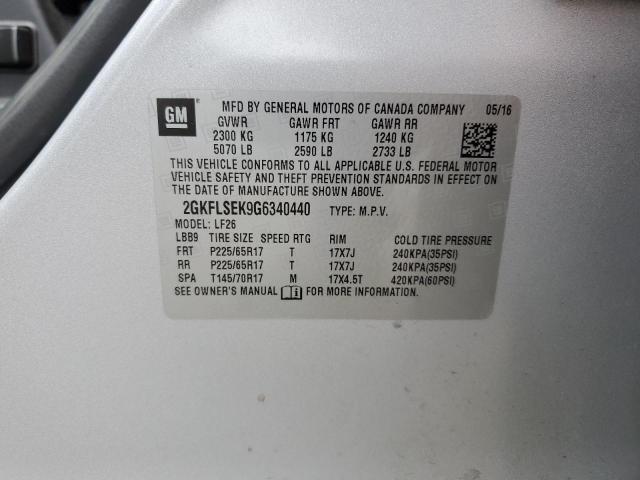 GM
MFD BY GENERAL MOTORS OF CANADA COMPANY 05/16
GVWR GAWR FRT GAWR RR
2300 KG 1175 KG 1240 KG
5070 LB 2590 LB 2733 LB
THIS VEHICLE CONFORMS TO ALL APPLICABLE U.S. FEDERAL MOTOR
VEHICLE SAFETY AND THEFT PREVENTION STANDARDS IN EFFECT ON
THE DATE OF MANUFACTURE SHOWN ABOVE.
2GKFLSEK9G6340440 TYPE: M.P.V.
MODEL: LF26
LBB9 TIRE SIZE SPEED RTG RIM COLD TIRE PRESSURE
FRT P225/65R17 T 17X7J 240KPA(35PSI)
RR P225/65R17 T 17X7J 240KPA(35PSI)
SPA T145/70R17 M 17X4.5T 420KPA(60PSI)
SEE OWNER'S MANUAL FOR MORE INFORMATION.